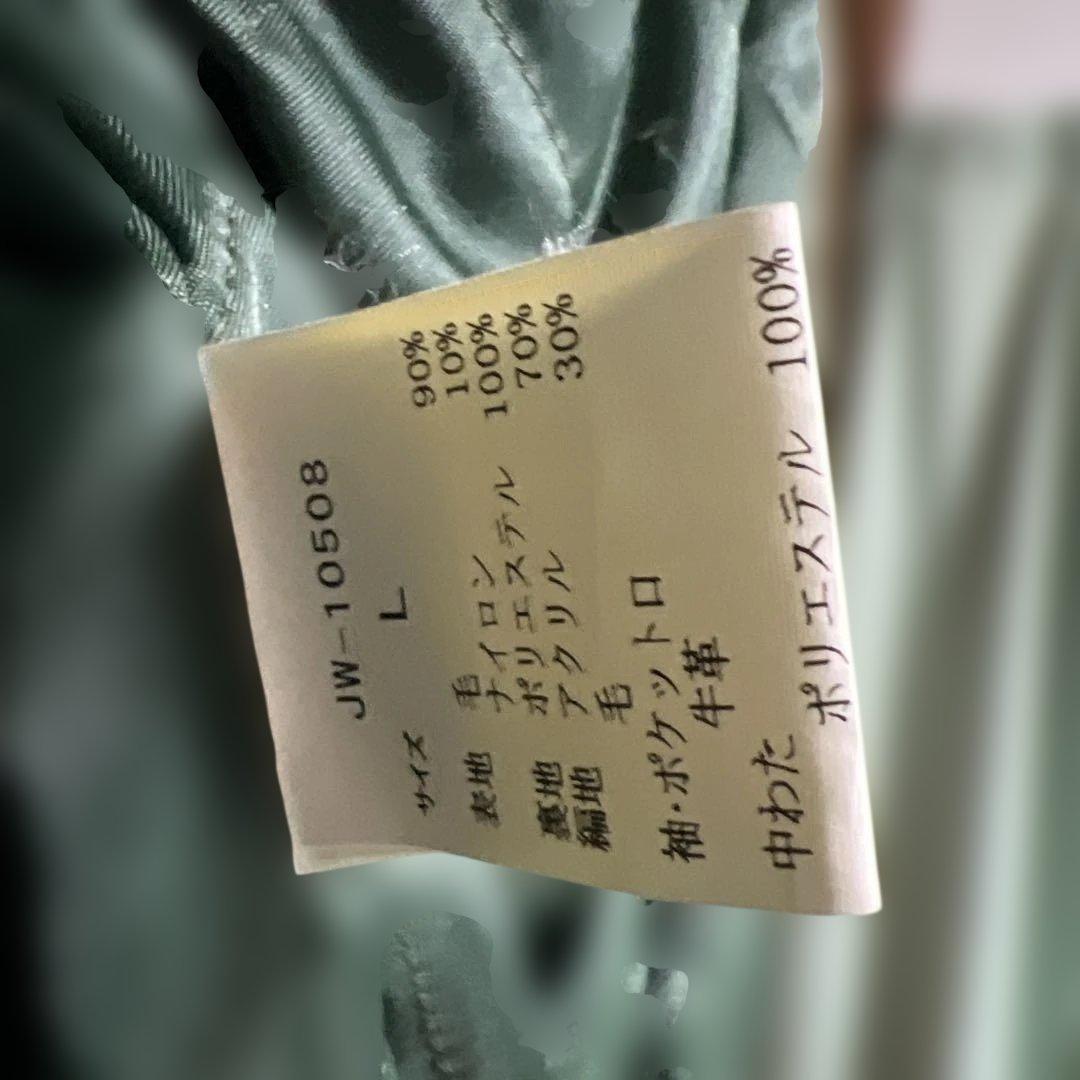 JW-10508
サイズ L
表地 毛 90%
ナイロン 10%
裏地 ポリエステル 100%
編地 アクリル 70%
毛 30%
袖・ポケット口
牛革
中わた
ポリエステル 100%